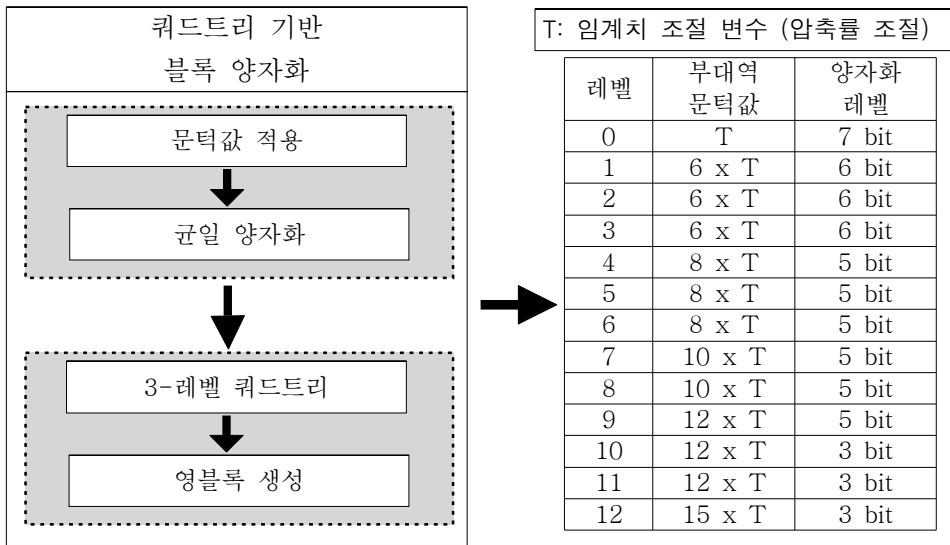 쿼드트리 기반
블록 양자화
문턱값 적용
균일 양자화
3-레벨 쿼드트리
영블록 생성
T: 임계치 조절 변수 (압축률 조절)
레벨 부대역 문턱값 양자화 레벨
0 T 7 bit
1 6 x T 6 bit
2 6 x T 6 bit
3 6 x T 6 bit
4 8 x T 5 bit
5 8 x T 5 bit
6 8 x T 5 bit
7 10 x T 5 bit
8 10 x T 5 bit
9 12 x T 5 bit
10 12 x T 3 bit
11 12 x T 3 bit
12 15 x T 3 bit